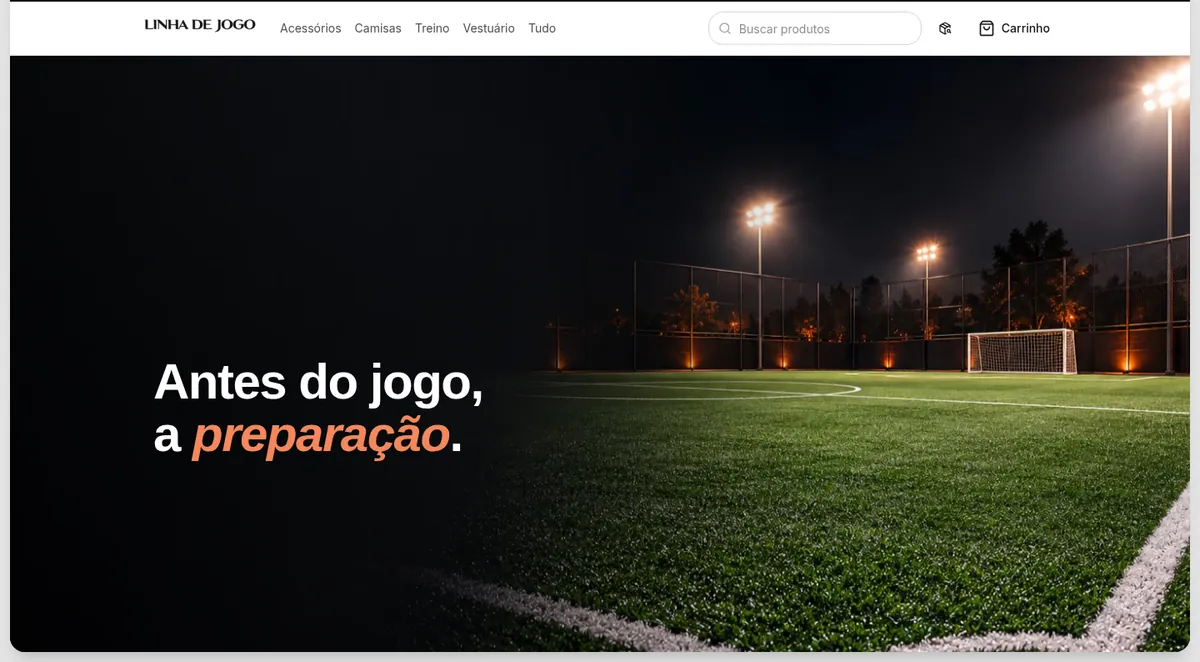 LINHA DE JOGO
Acessórios Camisas Treino Vestuário Tudo
Buscar produtos
Carrinho
Antes do jogo,
a preparação.